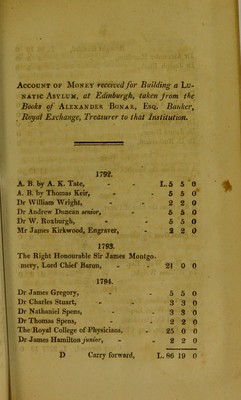 ACCOUNT OF MONEY received for Building a LU-
NATIC ASYLUM, at Edinburgh, taken from the
Books of ALEXANDER BONAR, Esq. Banker,
Royal Exchange, Treasurer to that Institution.
1792.
A. B. by A. K. Tate, - - L. 5 5 0
A. B. by Thomas Keir, - - 5 5 0
Dr William Wright, - - 2 2 0
Dr Andrew Duncan senior, - 5 5 0
Dr W. Roxburgh, - 5 5 0
Mr James Kirkwood, Engraver, - 2 2 0
1793.
The Right Honourable Sir James Montgo-
mery, Lord Chief Baron, - - 21 0 0
1794.
Dr James Gregory, - - 5 5 0
Dr Charles Stuart, - - 3 3 0
Dr Nathaniel Spens, - 3 3 0
Dr Thomas Spens, - - 2 2 0
The Royal College of Physicians, - 25 0 0
Dr James Hamilton junior, - - 2 2 0
D Carry forward, L. 86 19 0